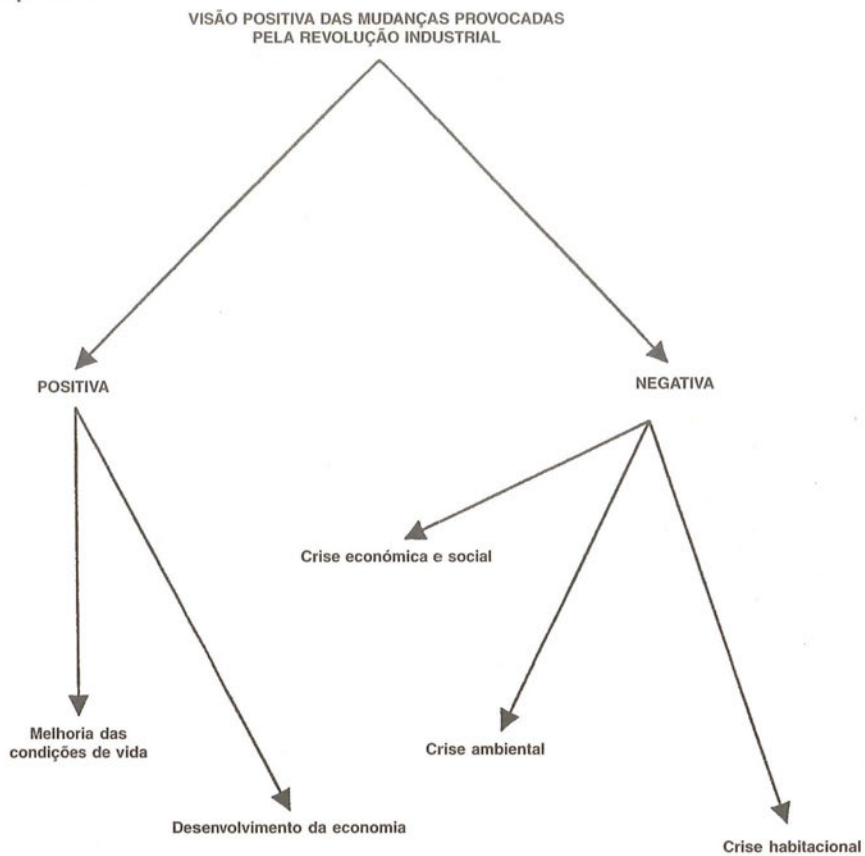 VISÃO POSITIVA DAS MUDANÇAS PROVOCADAS
PELA REVOLUÇÃO INDUSTRIAL
POSITIVA
NEGATIVA
Crise económica e social
Melhoria das
condições de vida
Crise ambiental
Desenvolvimento da economia
Crise habitacional